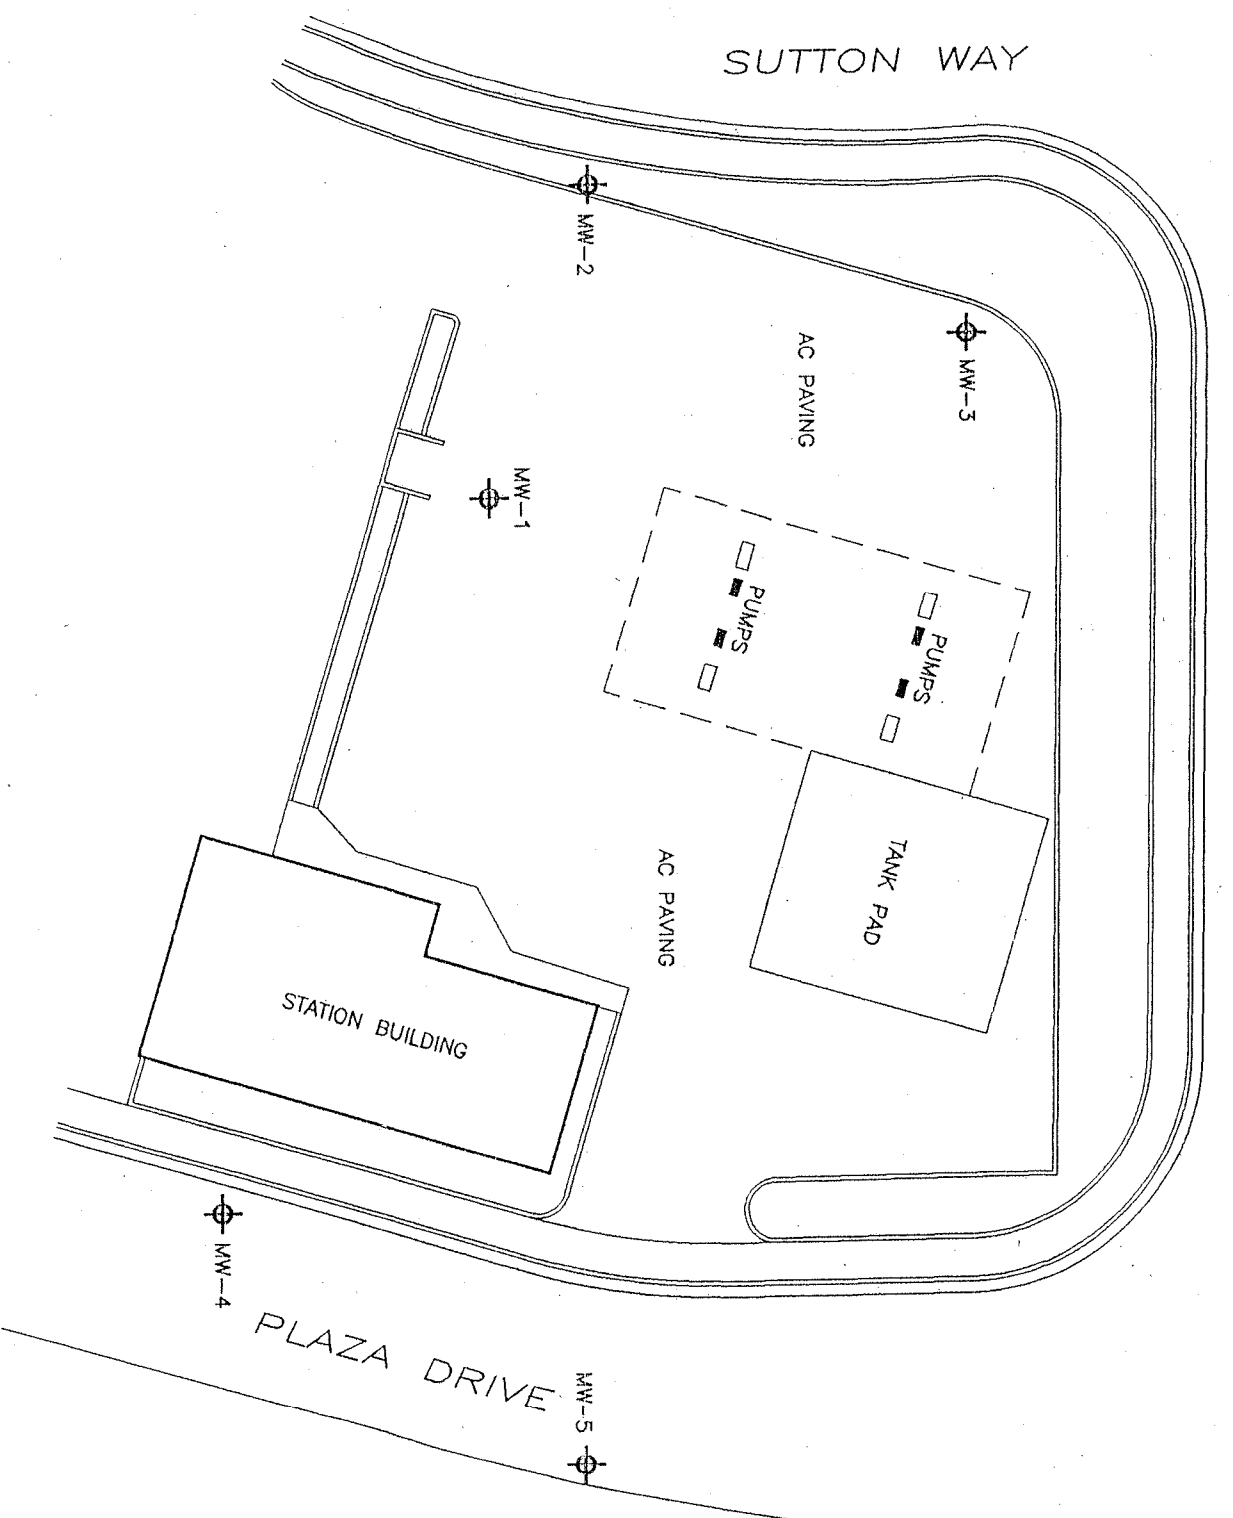 SUTTON WAY
MW-2
MW-3
AC PAVING
MW-1
PUMPS
PUMPS
TANK PAD
AC PAVING
STATION BUILDING
MW-4
PLAZA DRIVE
MW-5